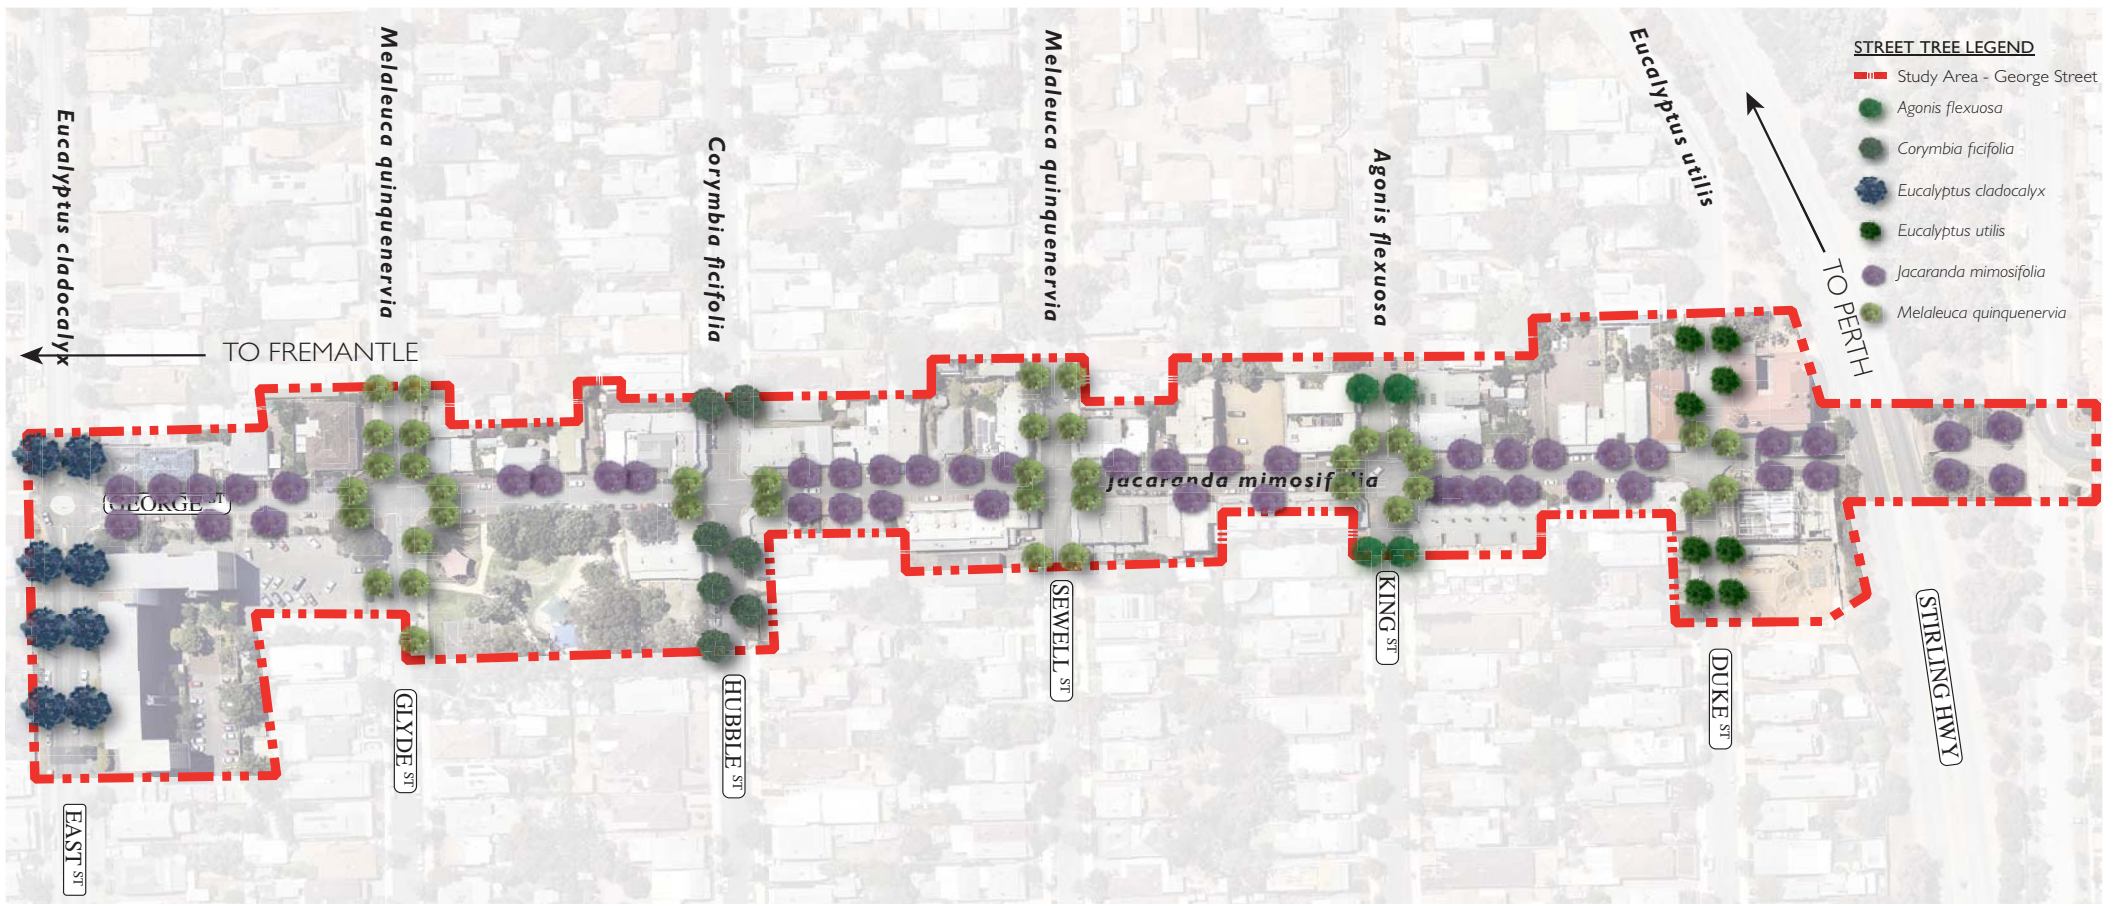 STREET TREE LEGEND
Study Area - George Street
Agonis flexuosa
Corymbia ficifolia
Eucalyptus cladocalyx
Eucalyptus utilis
Jacaranda mimosifolia
Melaleuca quinquenervia
Eucalyptus cladocalyx
Melaleuca quinquenervia
Corymbia ficifolia
Melaleuca quinquenervia
Agonis flexuosa
Eucalyptus utilis
TO PERTH
TO FREMANTLE
Jacaranda mimosifolia
GEORGE ST
EAST ST
GLYDE ST
HUBBLE ST
SEWELL ST
KING ST
DUKE ST
STIRLING HWY